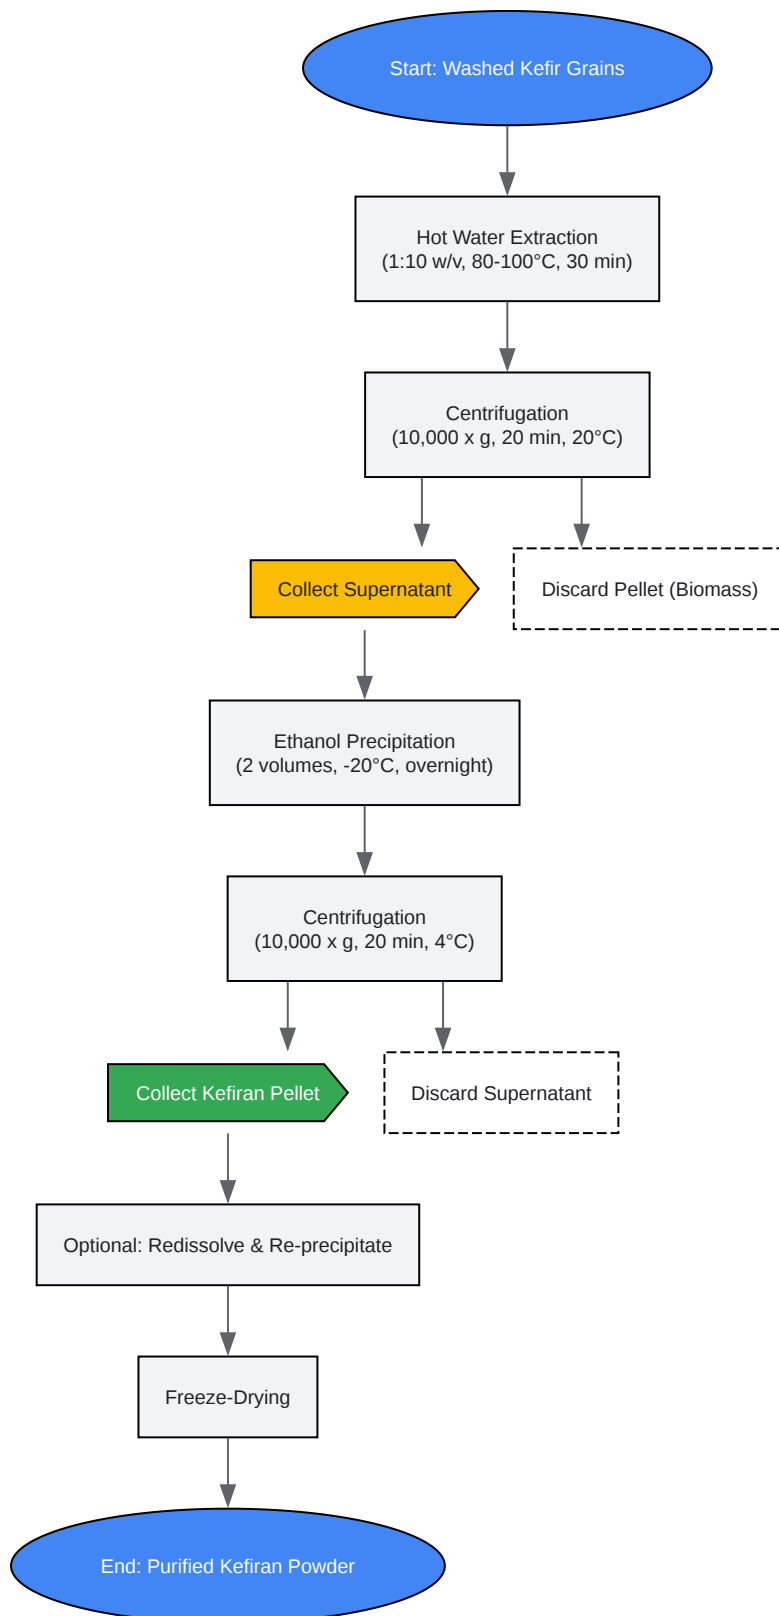 Start: Washed Kefir Grains
Hot Water Extraction
(1:10 w/v, 80-100°C, 30 min)
Centrifugation
(10,000 x g, 20 min, 20°C)
Collect Supernatant
Discard Pellet (Biomass)
Ethanol Precipitation
(2 volumes, -20°C, overnight)
Centrifugation
(10,000 x g, 20 min, 4°C)
Collect Kefiran Pellet
Discard Supernatant
Optional: Redissolve & Re-precipitate
Freeze-Drying
End: Purified Kefiran Powder